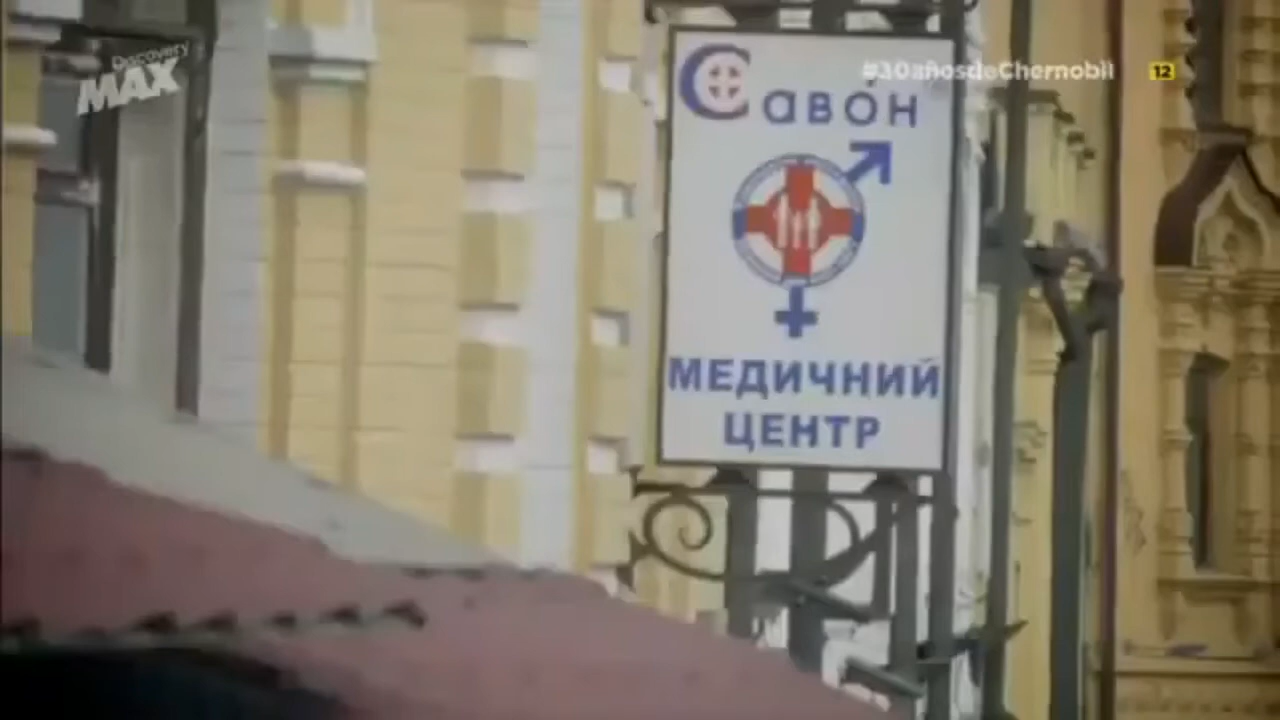 Discovery
MAX
#30añosdeChernobil
12
Савон
МЕДИЧНИЙ
ЦЕНТР